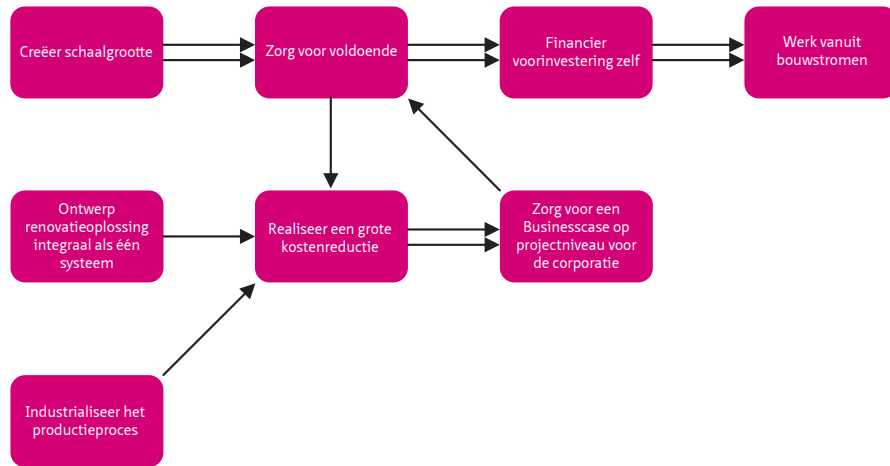 Creëer schaalgrootte
Zorg voor voldoende
Financier
voorinvestering zelf
Werk vanuit
bouwstromen
Ontwerp
renovatieoplossing
integraal als één
systeem
Realiseer een grote
kostenreductie
Zorg voor een
Businesscase op
projectniveau voor
de corporatie
Industrialiseer het
productieproces